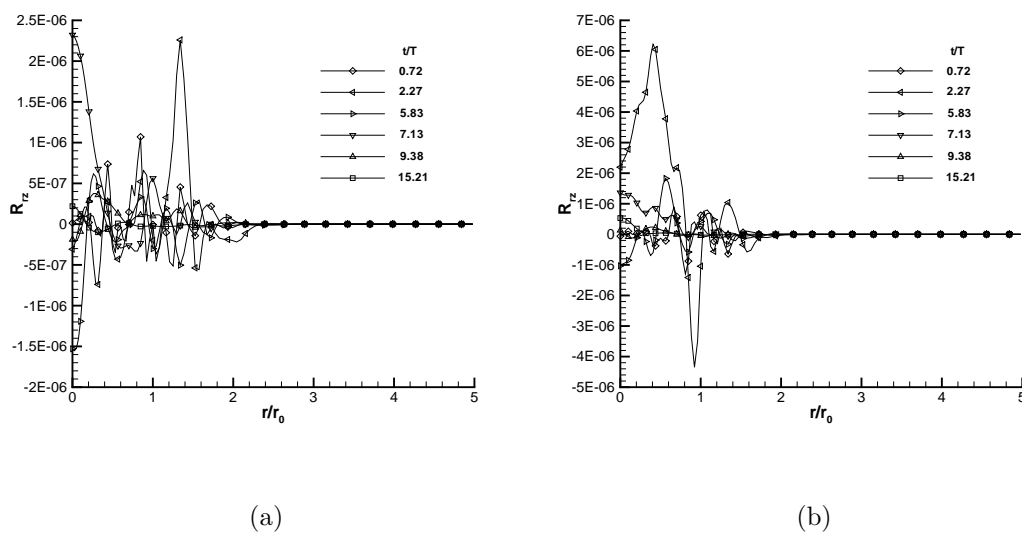 2.5E-06
2E-06
1.5E-06
1E-06
5E-07
0
-5E-07
-1E-06
-1.5E-06
-2E-06
R_rz
0 1 2 3 4 5
r/r_0
t/T
0.72
2.27
5.83
7.13
9.38
15.21
(a)
7E-06
6E-06
5E-06
4E-06
3E-06
2E-06
1E-06
0
-1E-06
-2E-06
-3E-06
-4E-06
-5E-06
R_rz
0 1 2 3 4 5
r/r_0
t/T
0.72
2.27
5.83
7.13
9.38
15.21
(b)